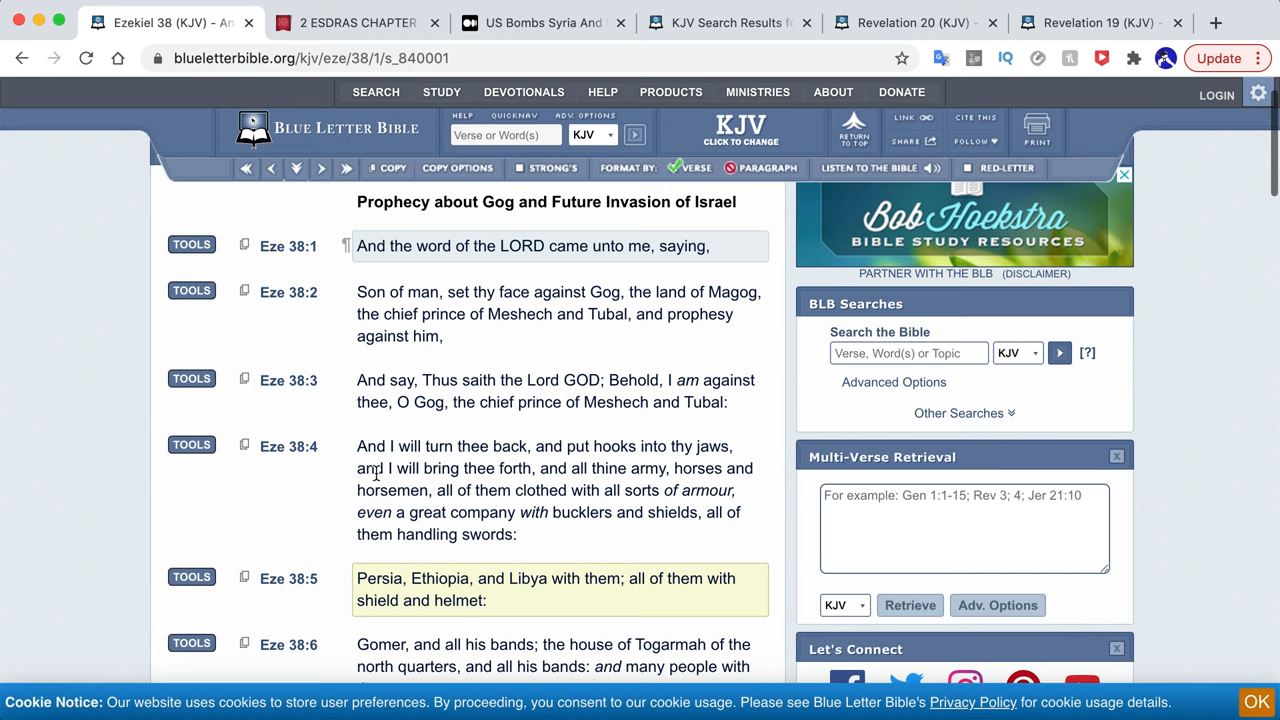 Ezekiel 38 (KJV) - An
2 ESDRAS CHAPTER
US Bombs Syria And
KJV Search Results fo
Revelation 20 (KJV) -
Revelation 19 (KJV) -
blueletterbible.org/kjv/eze/38/1/s_840001
IQ
Update
SEARCH STUDY DEVOTIONALS HELP PRODUCTS MINISTRIES ABOUT DONATE
LOGIN
BLUE LETTER BIBLE
HELP QUICKNAV ADV. OPTIONS
Verse or Word(s) KJV
KJV
CLICK TO CHANGE
RETURN TO TOP
LINK CITE THIS
SHARE FOLLOW
PRINT
COPY COPY OPTIONS STRONG'S FORMAT BY: VERSE PARAGRAPH LISTEN TO THE BIBLE RED-LETTER
Prophecy about Gog and Future Invasion of Israel
TOOLS Eze 38:1 ¶ And the word of the LORD came unto me, saying,
TOOLS Eze 38:2 Son of man, set thy face against Gog, the land of Magog,
the chief prince of Meshech and Tubal, and prophesy
against him,
TOOLS Eze 38:3 And say, Thus saith the Lord GOD; Behold, I am against
thee, O Gog, the chief prince of Meshech and Tubal:
TOOLS Eze 38:4 And I will turn thee back, and put hooks into thy jaws,
and I will bring thee forth, and all thine army, horses and
horsemen, all of them clothed with all sorts of armour,
even a great company with bucklers and shields, all of
them handling swords:
TOOLS Eze 38:5 Persia, Ethiopia, and Libya with them; all of them with
shield and helmet:
TOOLS Eze 38:6 Gomer, and all his bands; the house of Togarmah of the
north quarters, and all his bands: and many people with
Bob Hoekstra
BIBLE STUDY RESOURCES
PARTNER WITH THE BLB (DISCLAIMER)
BLB Searches
Search the Bible
Verse, Word(s) or Topic KJV [?]
Advanced Options
Other Searches
Multi-Verse Retrieval
For example: Gen 1:1-15; Rev 3; 4; Jer 21:10
KJV Retrieve Adv. Options
Let's Connect
Cookie Notice: Our website uses cookies to store user preferences. By proceeding, you consent to our cookie usage. Please see Blue Letter Bible's Privacy Policy for cookie usage details.
OK